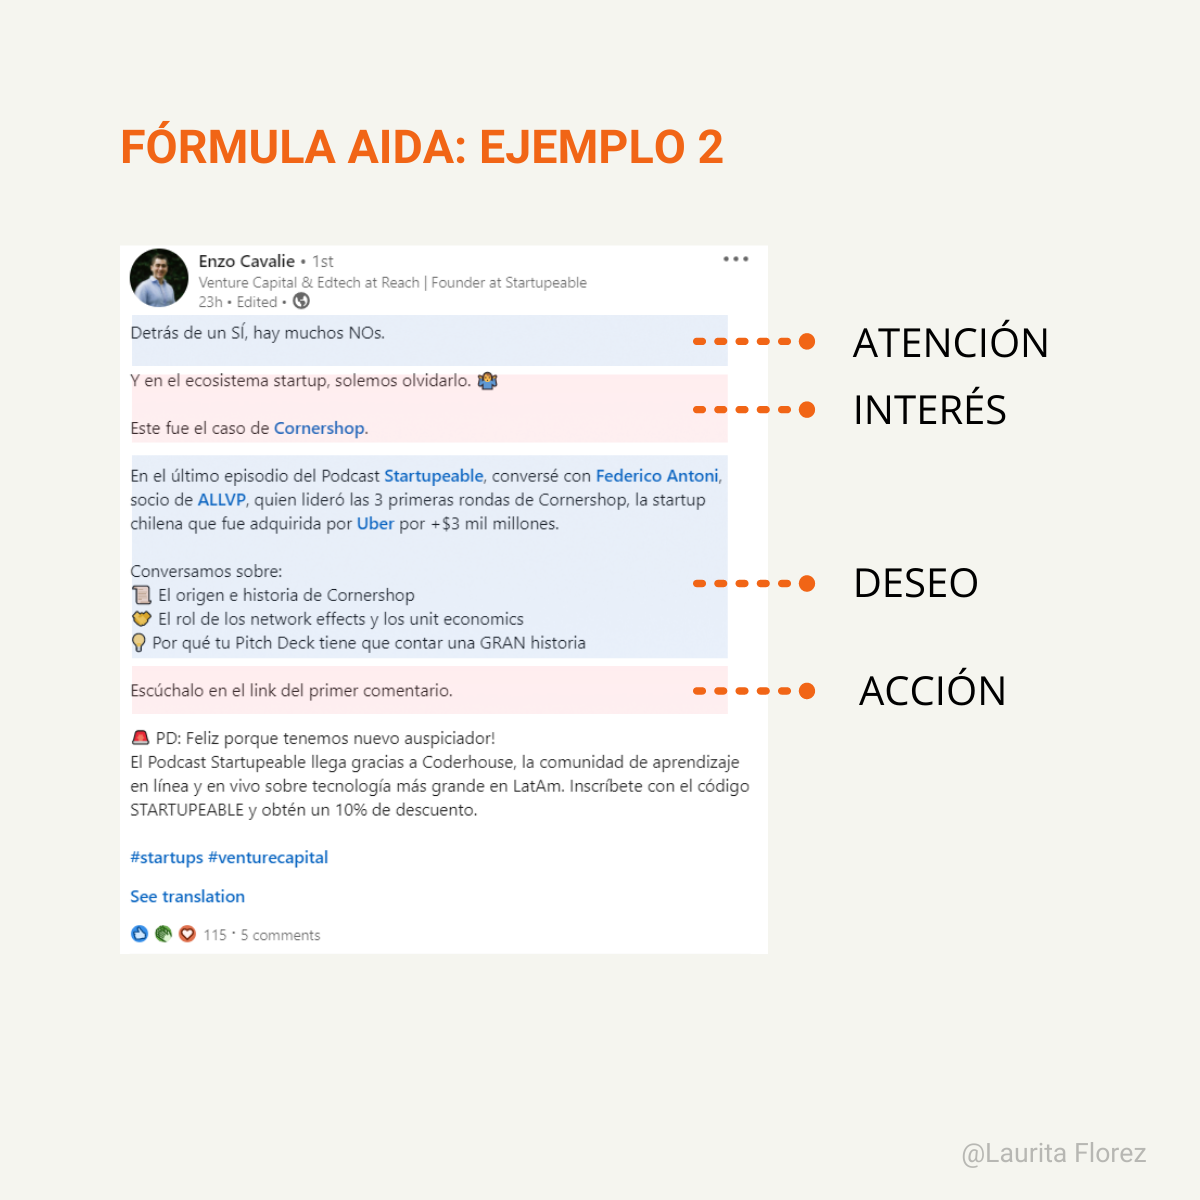 FÓRMULA AIDA: EJEMPLO 2
Enzo Cavalie • 1st
Venture Capital & Edtech at Reach | Founder at Startupeable
23h • Edited •
Detrás de un SÍ, hay muchos NOs.
ATENCIÓN
Y en el ecosistema startup, solemos olvidarlo. 🤷‍♂️
INTERÉS
Este fue el caso de Cornershop.
En el último episodio del Podcast Startupeable, conversé con Federico Antoni,
socio de ALLVP, quien lideró las 3 primeras rondas de Cornershop, la startup
chilena que fue adquirida por Uber por +$3 mil millones.
Conversamos sobre:
DESEO
📜 El origen e historia de Cornershop
🤝 El rol de los network effects y los unit economics
💡 Por qué tu Pitch Deck tiene que contar una GRAN historia
Escúchalo en el link del primer comentario.
ACCIÓN
🚨 PD: Feliz porque tenemos nuevo auspiciador!
El Podcast Startupeable llega gracias a Coderhouse, la comunidad de aprendizaje
en línea y en vivo sobre tecnología más grande en LatAm. Inscríbete con el código
STARTUPEABLE y obtén un 10% de descuento.
#startups #venturecapital
See translation
115 · 5 comments
@Laurita Florez